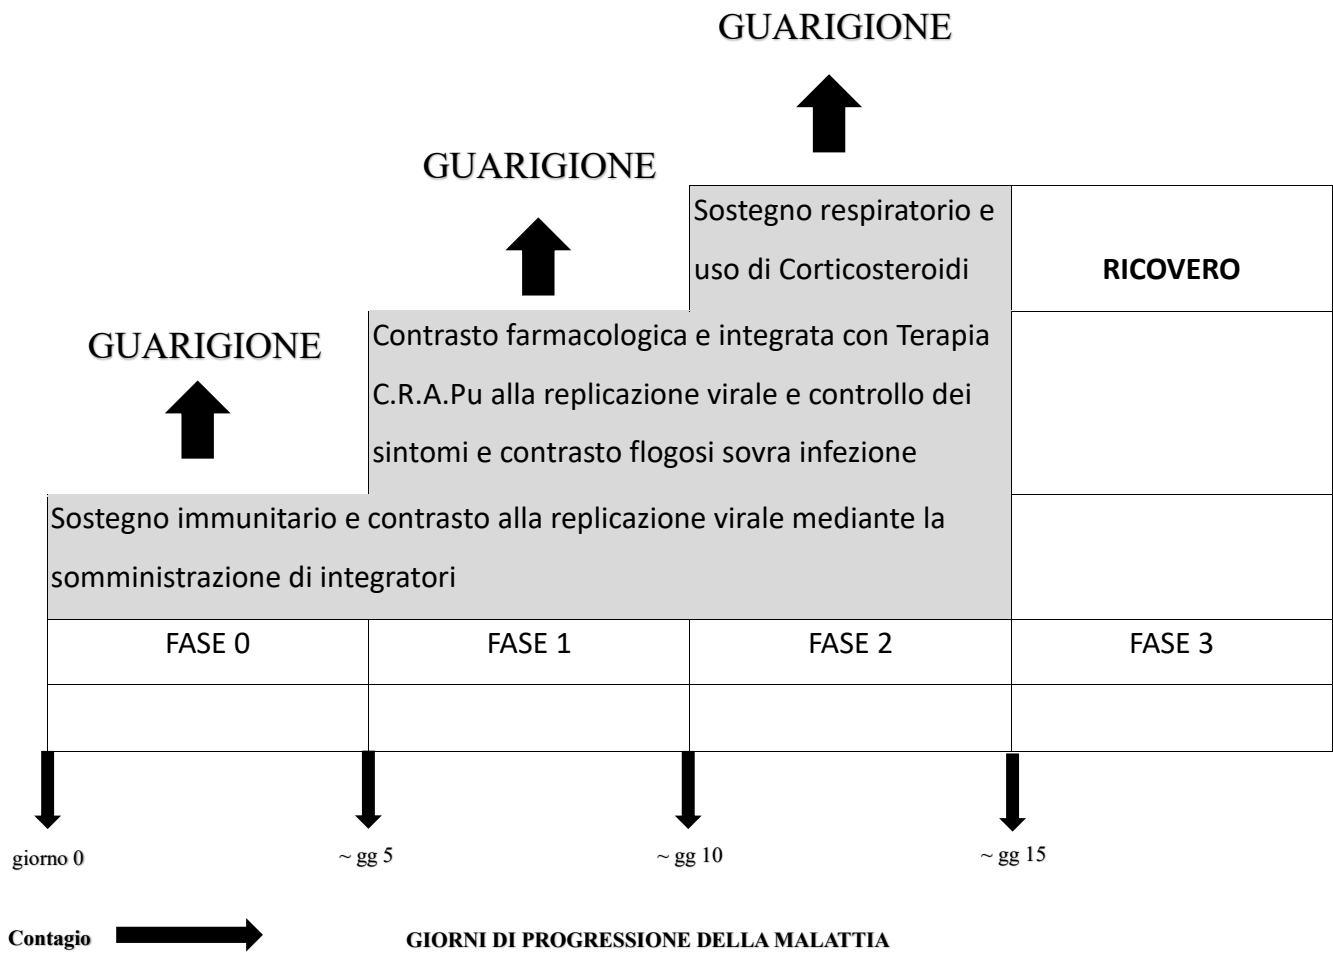 GUARIGIONE
GUARIGIONE
Sostegno respiratorio e
uso di Corticosteroidi
RICOVERO
GUARIGIONE
Contrasto farmacologica e integrata con Terapia
C.R.A.Pu alla replicazione virale e controllo dei
sintomi e contrasto flogosi sovra infezione
Sostegno immunitario e contrasto alla replicazione virale mediante la
somministrazione di integratori
FASE 0
FASE 1
FASE 2
FASE 3
giorno 0
~ gg 5
~ gg 10
~ gg 15
Contagio
GIORNI DI PROGRESSIONE DELLA MALATTIA